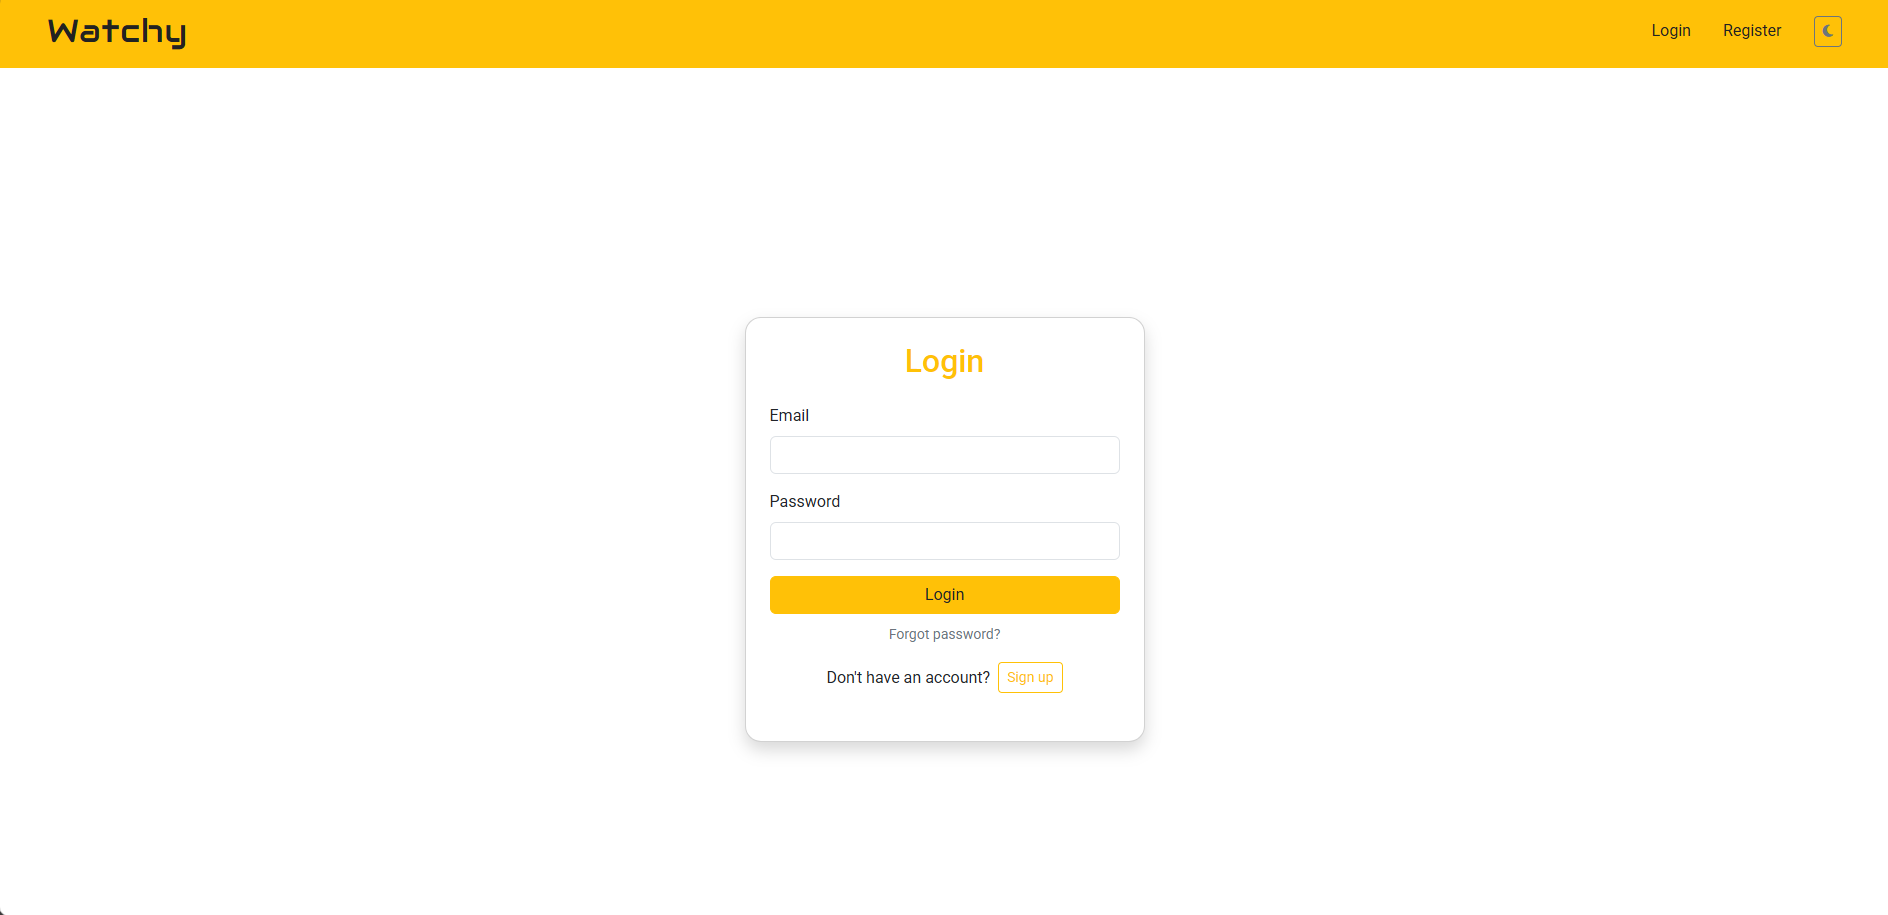 Watchy
Login
Register
Login
Email
Password
Login
Forgot password?
Don't have an account? Sign up